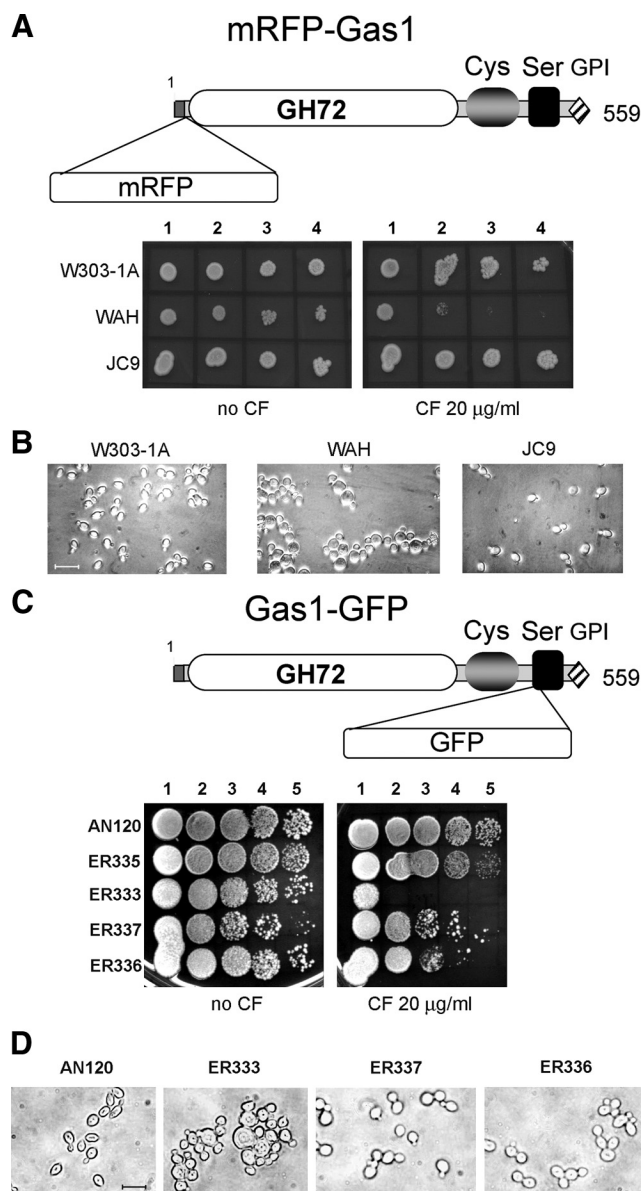 A
mRFP-Gas1
Cys Ser GPI
1
GH72
559
mRFP
1 2 3 4 1 2 3 4
W303-1A
WAH
JC9
no CF CF 20 μg/ml
B
W303-1A WAH JC9
C
Gas1-GFP
Cys Ser GPI
1
GH72
559
GFP
1 2 3 4 5 1 2 3 4 5
AN120
ER335
ER333
ER337
ER336
no CF CF 20 μg/ml
D
AN120 ER333 ER337 ER336